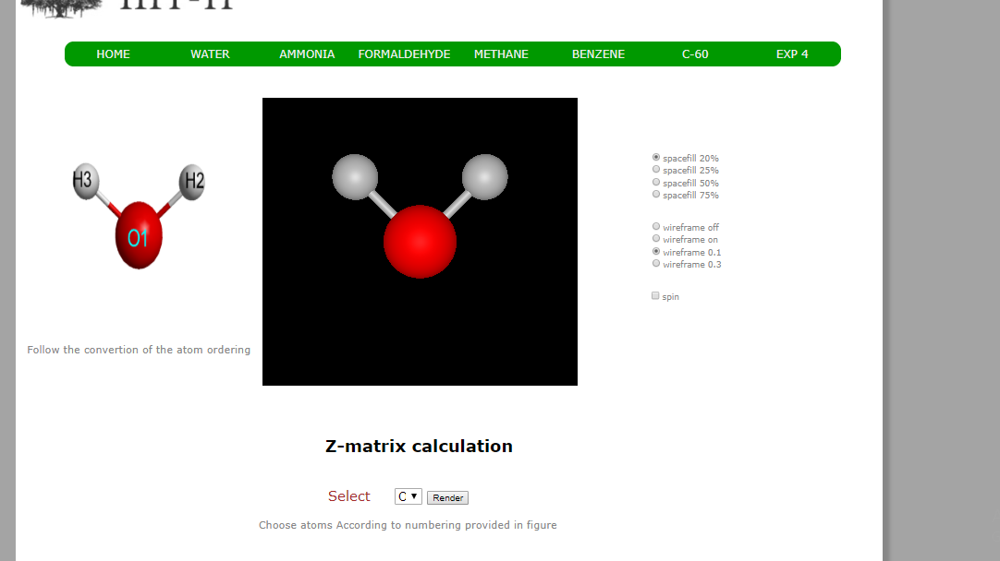 HOME WATER AMMONIA FORMALDEHYDE METHANE BENZENE C-60 EXP 4
H3 H2
O1
spacefill 20%
spacefill 25%
spacefill 50%
spacefill 75%
wireframe off
wireframe on
wireframe 0.1
wireframe 0.3
spin
Follow the convertion of the atom ordering
Z-matrix calculation
Select Render
Choose atoms According to numbering provided in figure